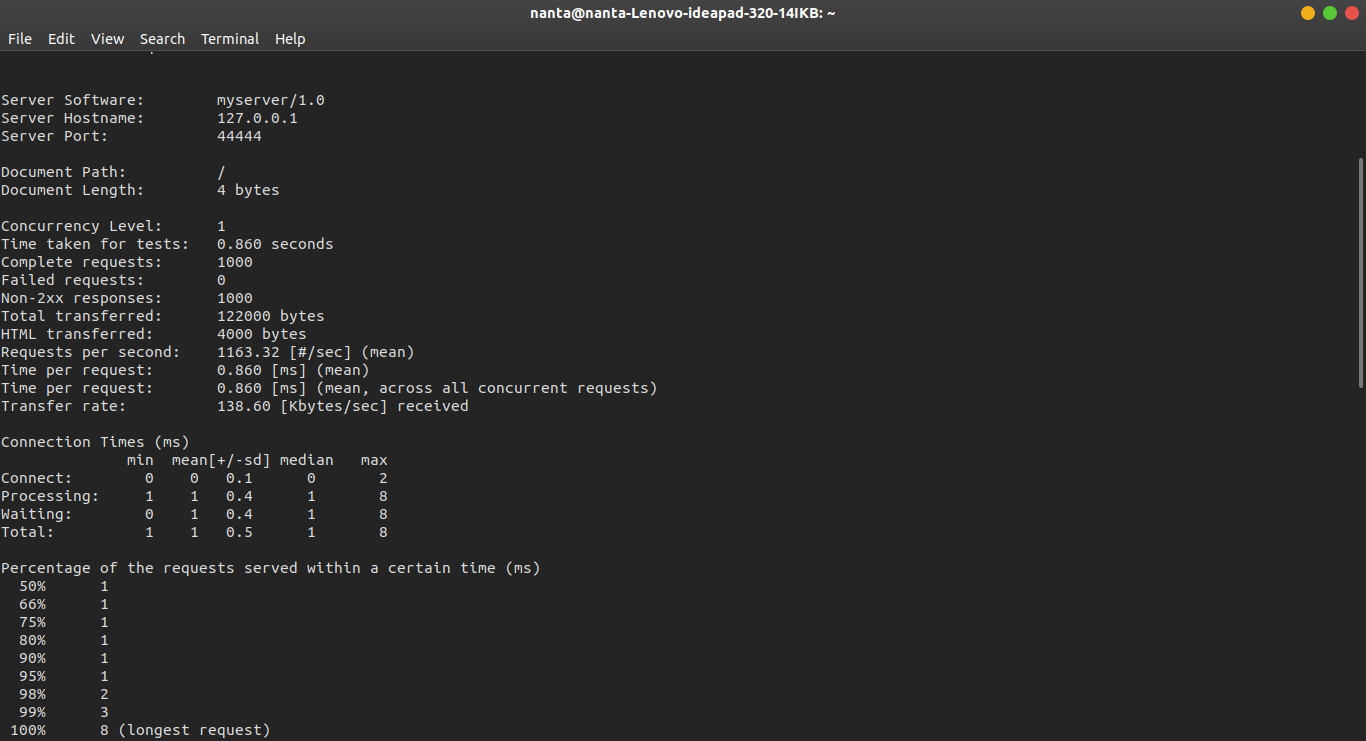 nanta@nanta-Lenovo-ideapad-320-14IKB: ~
File Edit View Search Terminal Help
Server Software:        myserver/1.0
Server Hostname:        127.0.0.1
Server Port:            44444
Document Path:          /
Document Length:        4 bytes
Concurrency Level:      1
Time taken for tests:   0.860 seconds
Complete requests:      1000
Failed requests:        0
Non-2xx responses:      1000
Total transferred:      122000 bytes
HTML transferred:       4000 bytes
Requests per second:    1163.32 [#/sec] (mean)
Time per request:       0.860 [ms] (mean)
Time per request:       0.860 [ms] (mean, across all concurrent requests)
Transfer rate:          138.60 [Kbytes/sec] received
Connection Times (ms)
              min  mean[+/-sd] median   max
Connect:        0    0   0.1      0       2
Processing:     1    1   0.4      1       8
Waiting:        0    1   0.4      1       8
Total:          1    1   0.5      1       8
Percentage of the requests served within a certain time (ms)
  50%      1
  66%      1
  75%      1
  80%      1
  90%      1
  95%      1
  98%      2
  99%      3
 100%      8 (longest request)